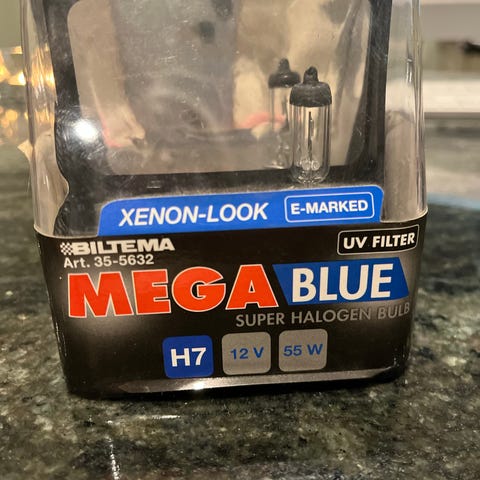 XENON-LOOK E-MARKED
BILTEMA
Art. 35-5632
UV FILTER
MEGA BLUE
SUPER HALOGEN BULB
H7 12 V 55 W